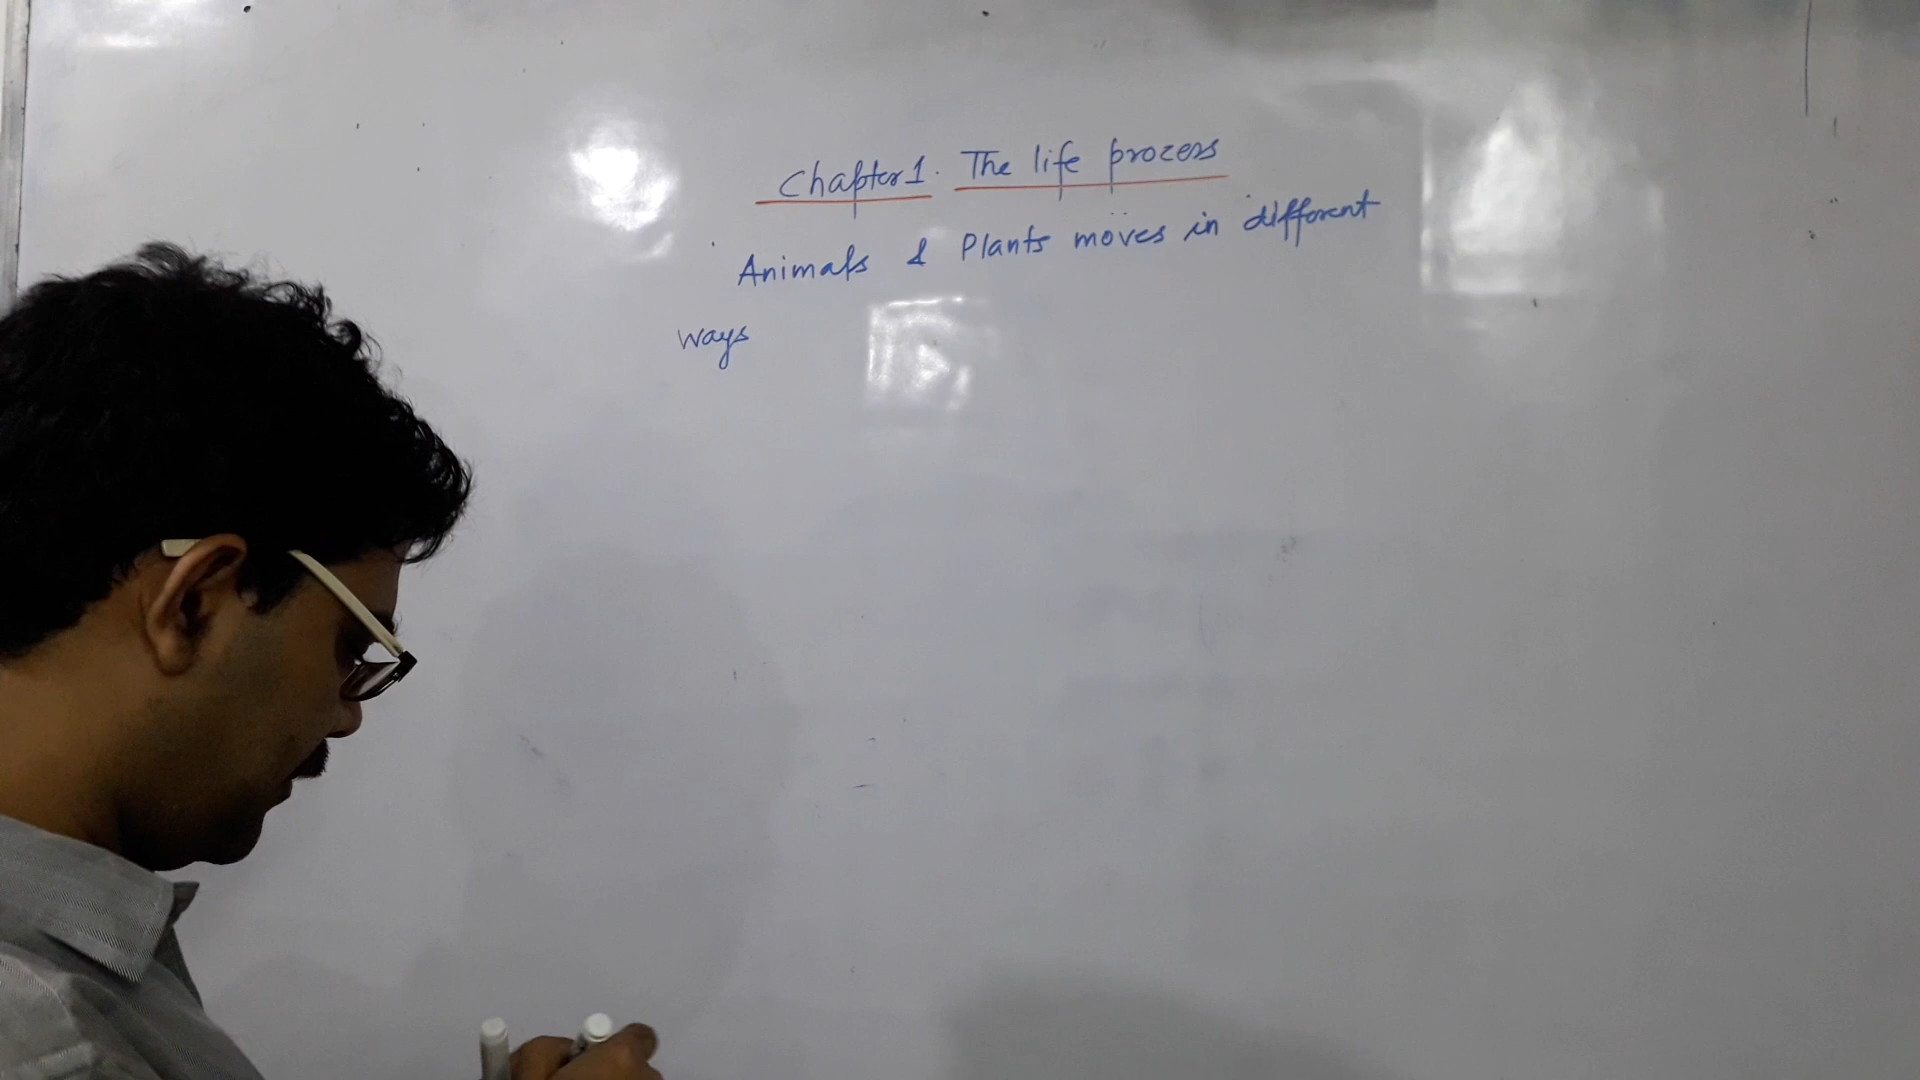 Chapter 1. The life process
Animals & Plants moves in different
ways